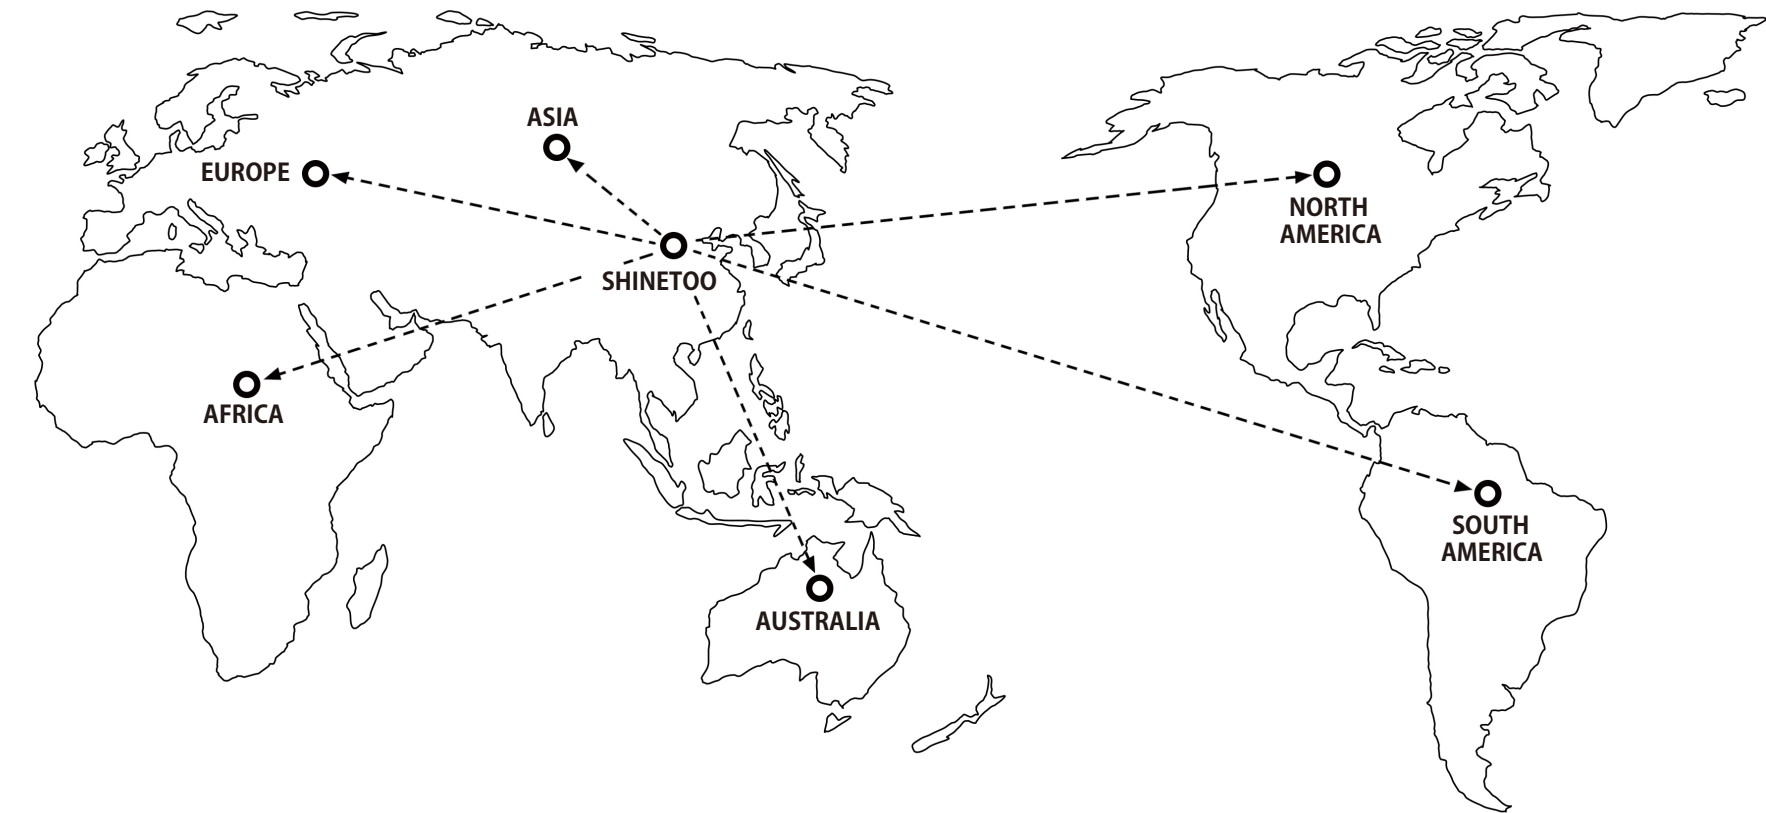 ASIA
EUROPE
NORTH
AMERICA
SHINETOO
AFRICA
SOUTH
AMERICA
AUSTRALIA